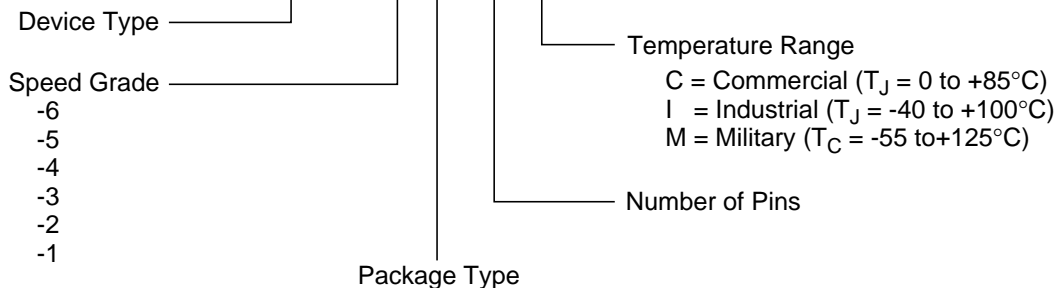 Device Type
Temperature Range
C = Commercial (TJ = 0 to +85°C)
I = Industrial (TJ = -40 to +100°C)
M = Military (TC = -55 to+125°C)
Speed Grade
-6
-5
-4
-3
-2
-1
Number of Pins
Package Type